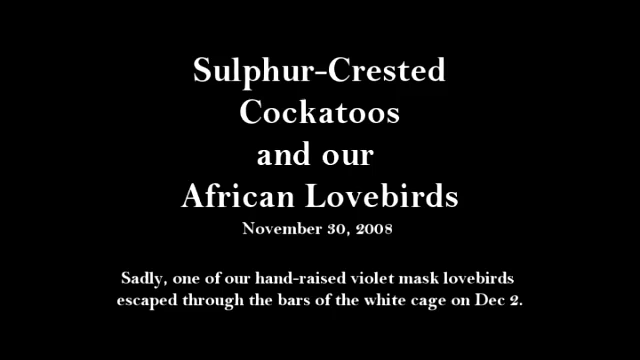 Sulphur-Crested
Cockatoos
and our
African Lovebirds
November 30, 2008
Sadly, one of our hand-raised violet mask lovebirds
escaped through the bars of the white cage on Dec 2.